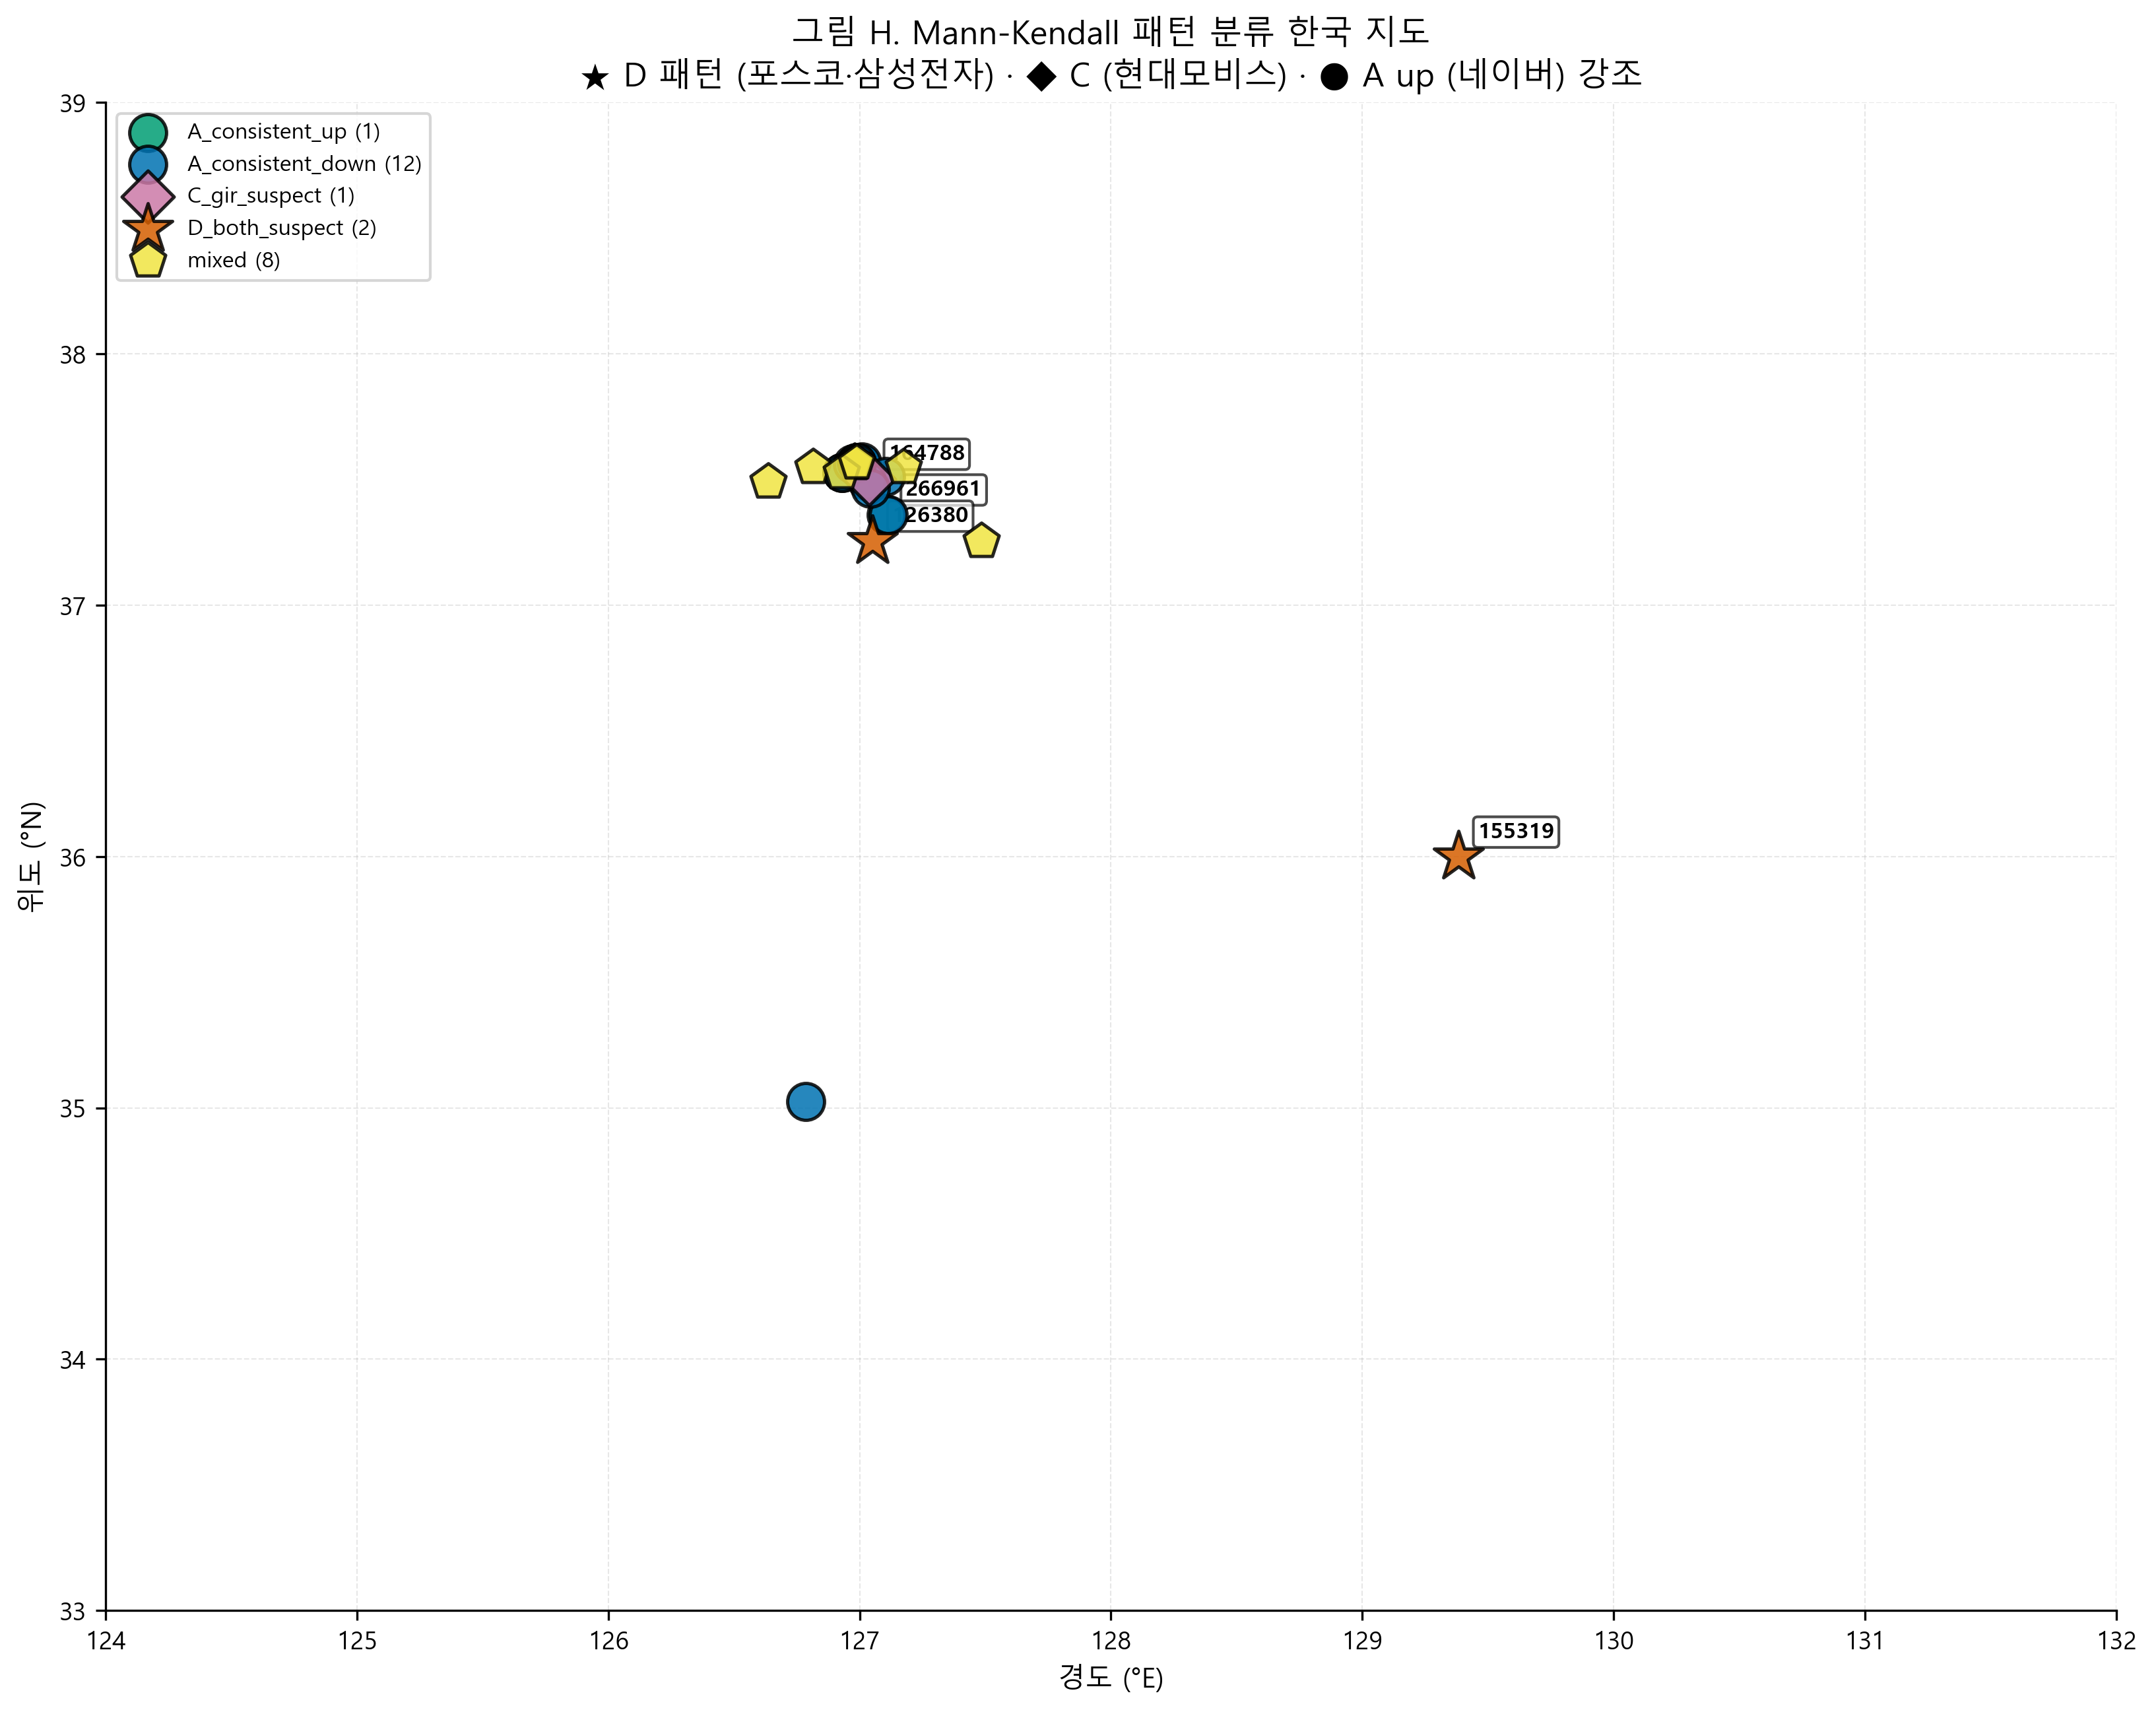 그림 H. Mann-Kendall 패턴 분류 한국 지도
★ D 패턴 (포스코·삼성전자) · ◆ C (현대모비스) · ● A up (네이버) 강조
A_consistent_up (1)
A_consistent_down (12)
C_gir_suspect (1)
D_both_suspect (2)
mixed (8)
39
38
37
36
35
34
33
위도 (°N)
164788
266961
26380
155319
124
125
126
127
128
129
130
131
132
경도 (°E)